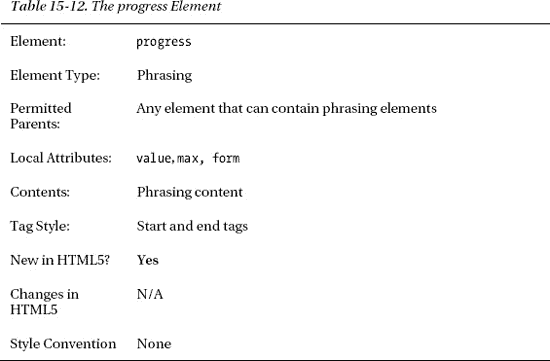 Table 15-12. The progress Element
Element: progress
Element Type: Phrasing
Permitted Any element that can contain phrasing elements
Parents:
Local Attributes: value,max, form
Contents: Phrasing content
Tag Style: Start and end tags
New in HTML5? Yes
Changes in N/A
HTML5
Style Convention None